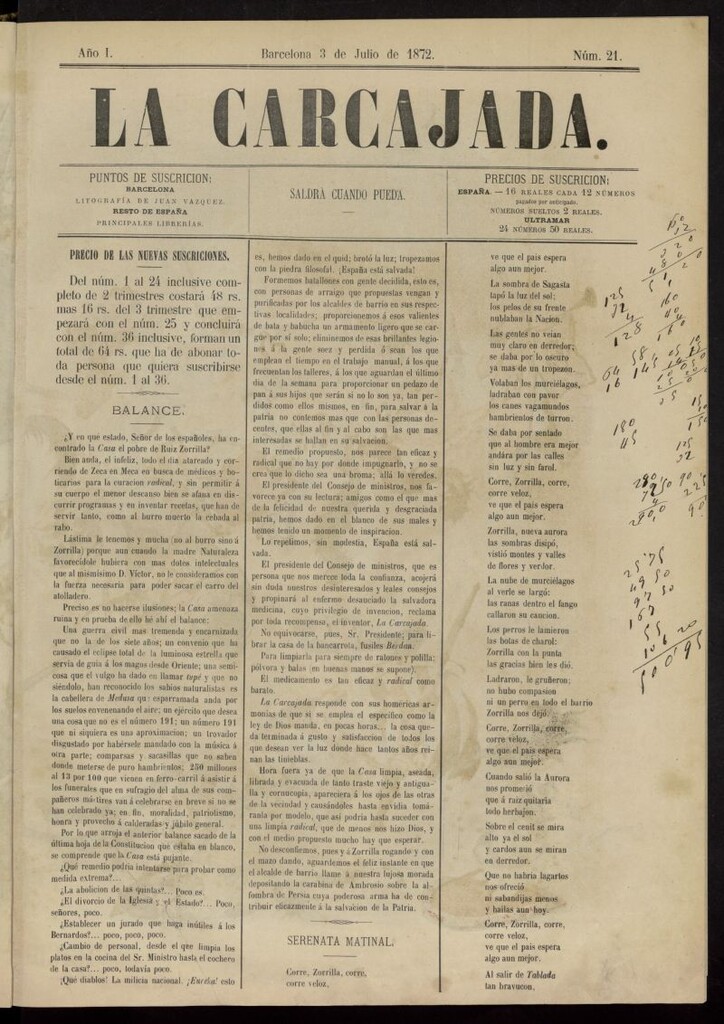 Año I.
Barcelona 3 de Julio de 1872.
Núm. 21.
LA CARCAJADA.
PUNTOS DE SUSCRICION:
BARCELONA
LITOGRAFÍA DE JUAN VAZQUEZ.
RESTO DE ESPAÑA
PRINCIPALES LIBRERÍAS.
SALDRÁ CUANDO PUEDA.
PRECIOS DE SUSCRICION:
ESPAÑA. — 16 REALES CADA 12 NÚMEROS
pagados por anticipado.
NÚMEROS SUELTOS 2 REALES.
ULTRAMAR
24 NÚMEROS 50 REALES.
PRECIO DE LAS NUEVAS SUSCRICIONES.
Del núm. 1 al 24 inclusive com-
pleto de 2 trimestres costará 48 rs.
mas 16 rs. del 3 trimestre que em-
pezará con el núm. 25 y concluirá
con el núm. 36 inclusive, forman un
total de 64 rs. que ha de abonar to-
da persona que quiera suscribirse
desde el núm. 1 al 36.
BALANCE.
¿Y en que estado, Señor de los españoles, ha en-
contrado la Casa el pobre de Ruiz Zorrilla?
Bien anda, el infeliz, todo el dia atareado y cor-
riendo de Zeca en Meca en busca de médicos y bo-
ticarios para la curacion radical, y sin permitir á
su cuerpo el menor descanso bien se afana en dis-
currir programas y en inventar recetas, que han de
servir tanto, como al burro muerto la cebada al
rabo.
Lástima le tenemos y mucha (no al burro sino á
Zorrilla) porque aun cuando la madre Naturaleza
favorecídole hubiera con mas dotes intelectuales
que al mismísimo D. Víctor, no le consideramos con
la fuerza necesaria para poder sacar el carro del
atolladero.
Preciso es no hacerse ilusiones; la Casa amenaza
ruina y en prueba de ello hé ahí el balance:
Una guerra civil mas tremenda y encarnizada
que no la de los siete años; un convenio que ha
causado el eclipse total de la luminosa estrella que
servia de guia á los magos desde Oriente; una semi-
cosa que el vulgo ha dado en llamar tupé y que no
siéndolo, han reconocido los sabios naturalistas es
la cabellera de Medusa qu: esparramada anda por
los suelos envenenando el aire; un ejército que desea
una cosa que no es el número 191; un número 191
que ni siquiera es una aproximacion; un trovador
disgustado por habérsele mandado con la música á
otra parte; comparsas y sacasillas que no saben
donde meterse de puro hambrientos; 250 millones
al 13 por 100 que vienen en ferro-carril á asistir á
los funerales que en sufragio del alma de sus com-
pañeros mártires van á celebrarse en breve si no se
han celebrado ya; en fin, moralidad, patriotismo,
honra y provecho á calderadas y júbilo general.
Por lo que arroja el anterior balance sacado de la
última hoja de la Constitucion que estaba en blanco,
se comprende que la Casa está pujante.
¿Qué remedio podria intentarse para probar como
medida extrema?...
¿La abolicion de las quintas?... Poco es.
¿El divorcio de la Iglesia y el Estado?... Poco,
señores, poco.
¿Establecer un jurado que haga inútiles á los
Bernardos?... poco, poco, poco.
¿Cambio de personal, desde el que limpia los
platos en la cocina del Sr. Ministro hasta el cochero
de la casa?... poco, todavía poco.
¡Qué diablos! La milicia nacional. ¡Eureka! esto
es, hemos dado en el quid; brotó la luz; tropezamos
con la piedra filosofal. ¡España está salvada!
Formemos batallones con gente decidida, esto es,
con personas de arraigo que propuestas vengan y
purificadas por los alcaldes de barrio en sus respec-
tivas localidades; proporcionemos á esos valientes
de bata y babucha un armamento ligero que se car-
gue por sí solo; eliminemos de esas brillantes legio-
nes á la gente soez y perdida ó sean los que
emplean el tiempo en el trabajo manual, á los que
frecuentan los talleres, á los que aguardan el último
dia de la semana para proporcionar un pedazo de pan
á sus hijos que serán si no lo son ya, tan per-
didos como ellos mismos, en fin, para salvar á la
patria no contemos mas que con las personas de-
centes, que ellas al fin y al cabo son las que mas
interesadas se hallan en su salvacion.
El remedio propuesto, nos parece tan eficaz y
radical que no hay por donde impugnarlo, y no se
crea que lo dicho sea una broma; allá lo veredes.
El presidente del Consejo de ministros, nos fa-
vorece ya con su lectura; amigos como el que mas
de la felicidad de nuestra querida y desgraciada
patria, hemos dado en el blanco de sus males y
hemos tenido un momento de inspiracion.
Lo repetimos, sin modestia, España está sal-
vada.
El presidente del Consejo de ministros, que es
persona que nos merece toda la confianza, acojerá
sin duda nuestros desinteresados y leales consejos
y propinará al enfermo desauciado la salvadora
medicina, cuyo privilegio de invencion, reclama
por toda recompensa, el inventor, La Carcajada.
No equivocarse, pues, Sr. Presidente; para li-
brar la casa de la bancarrota, fusiles Berdan.
Para limpiarla para siempre de ratones y polilla;
pólvora y balas (en buenas manos se supone).
El medicamento es tan eficaz y radical como
barato.
La Carcajada responde con sus homéricas ar-
monías de que si se emplea el específico como la
ley de Dios manda, en pocas horas... la cosa que-
da terminada á gusto y satisfaccion de todos los
que desean ver la luz donde hace tantos años rei-
nan las tinieblas.
Hora fuera ya de que la Casa limpia, aseada,
librada y evacuada de tanto traste viejo y antigua-
lla y cornucopia, apareciera á los ojos de las otras
de la vecindad y causándoles hasta envidia toma-
ranla por modelo, que así podria hasta suceder con
una limpia radical, que de menos nos hizo Dios, y
con el medio propuesto mucho hay que esperar.
No desconfiemos, pues y á Zorrilla rogando y con
el mazo dando, aguardemos el feliz instante en que
el alcalde de barrio llame á nuestra lujosa morada
depositando la carabina de Ambrosio sobre la al-
fombra de Persia cuya poderosa arma ha de con-
tribuir eficazmente á la salvacion de la Patria.
SERENATA MATINAL.
Corre, Zorrilla, corre,
corre veloz,
ve que el pais espera
algo aun mejor.
La sombra de Sagasta
tapó la luz del sol;
los pelos de su frente
nublaban la Nacion.
Las gentes no veian
muy claro en derredor;
se daba por lo oscuro
ya mas de un tropezon.
Volaban los murciélagos,
ladraban con pavor
los canes vagamundos
hambrientos de turron.
Se daba por sentado
que al hombre era mejor
andára por las calles
sin luz y sin farol.
Corre, Zorrilla, corre,
corre veloz,
ve que el pais espera
algo aun mejor.
Zorrilla, nueva aurora
las sombras disipó,
vistió montes y valles
de flores y verdor.
La nube de murciélagos
al verle se largó:
las ranas dentro el fango
callaron su cancion.
Los perros le lamieron
las botas de charol:
Zorrilla con la punta
las gracias bien les dió.
Ladraron, le gruñeron;
no hubo compasion
ni un perro en todo el barrio
Zorrilla nos dejó.
Corre, Zorrilla, corre,
corre veloz,
ve que el pais espera
algo aun mejor.
Cuando salió la Aurora
nos prometió
que á raiz quitaria
todo herbajon.
Sobre el cenit se mira
alto ya el sol
y cardos aun se miran
en derredor.
Que no habria lagartos
nos ofreció
ni sabandijas menos
y hailas aun hoy.
Corre, Zorrilla, corre,
corre veloz,
ve que el pais espera
algo aun mejor.
Al salir de Tablada
tan bravucon,
125
128
160
64
16
58
145
180
45
125
32
2575
4950
9750